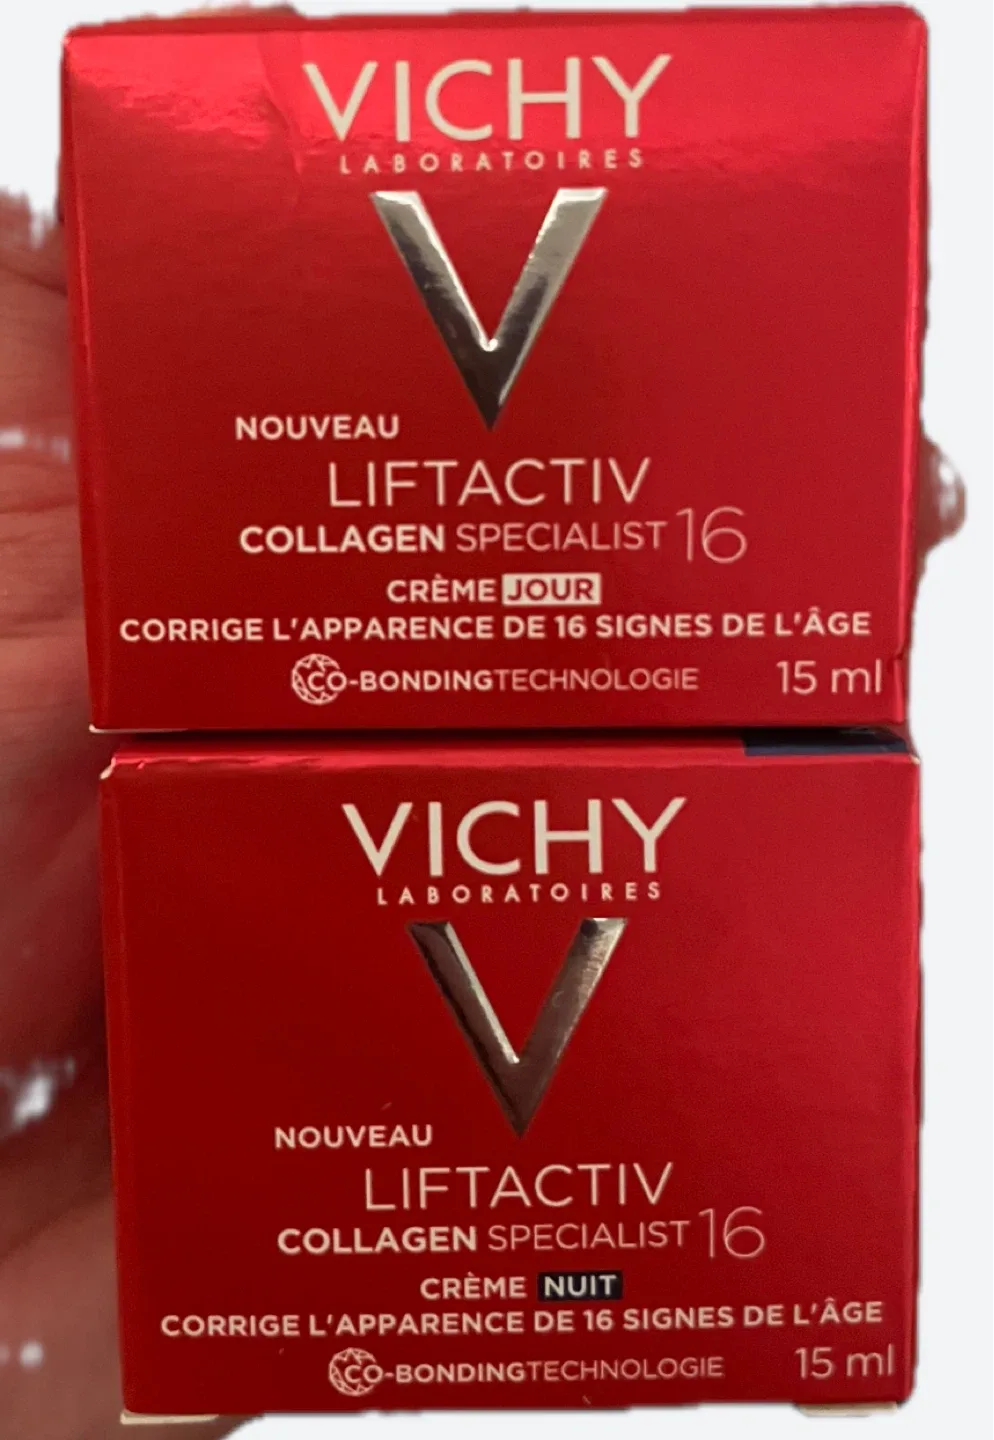 VICHY
LABORATOIRES
NOUVEAU
LIFTACTIV
COLLAGEN SPECIALIST 16
CRÈME JOUR
CORRIGE L'APPARENCE DE 16 SIGNES DE L'ÂGE
CO-BONDINGTECHNOLOGIE 15 ml
VICHY
LABORATOIRES
NOUVEAU
LIFTACTIV
COLLAGEN SPECIALIST 16
CRÈME NUIT
CORRIGE L'APPARENCE DE 16 SIGNES DE L'ÂGE
CO-BONDINGTECHNOLOGIE 15 ml